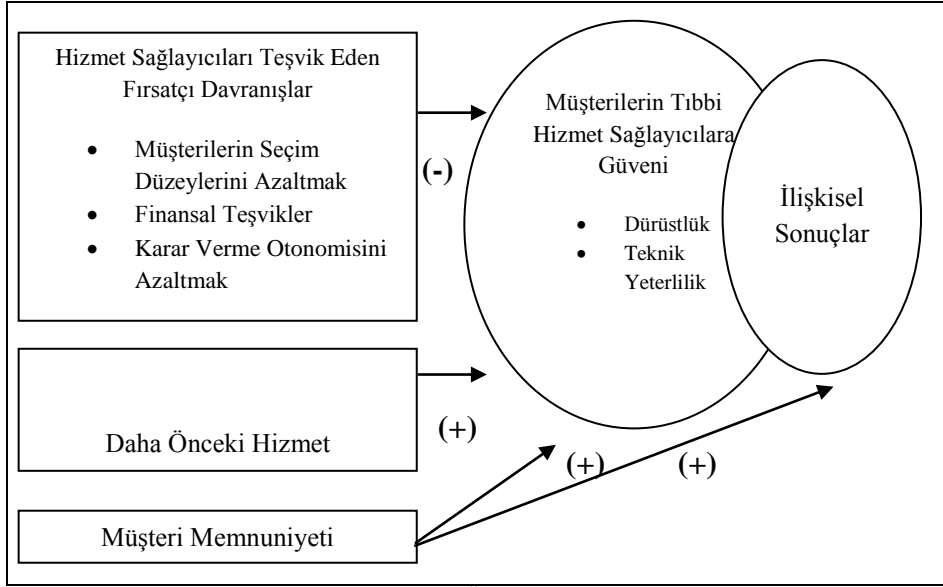 Hizmet Sağlayıcıları Teşvik Eden
Fırsatçı Davranışlar
• Müşterilerin Seçim
Düzeylerini Azaltmak
• Finansal Teşvikler
• Karar Verme Otonomisini
Azaltmak
(-)
Müşterilerin Tıbbi
Hizmet Sağlayıcılara
Güveni
• Dürüstlük
• Teknik
Yeterlilik
İlişkisel
Sonuçlar
Daha Önceki Hizmet
(+)
(+)
(+)
Müşteri Memnuniyeti